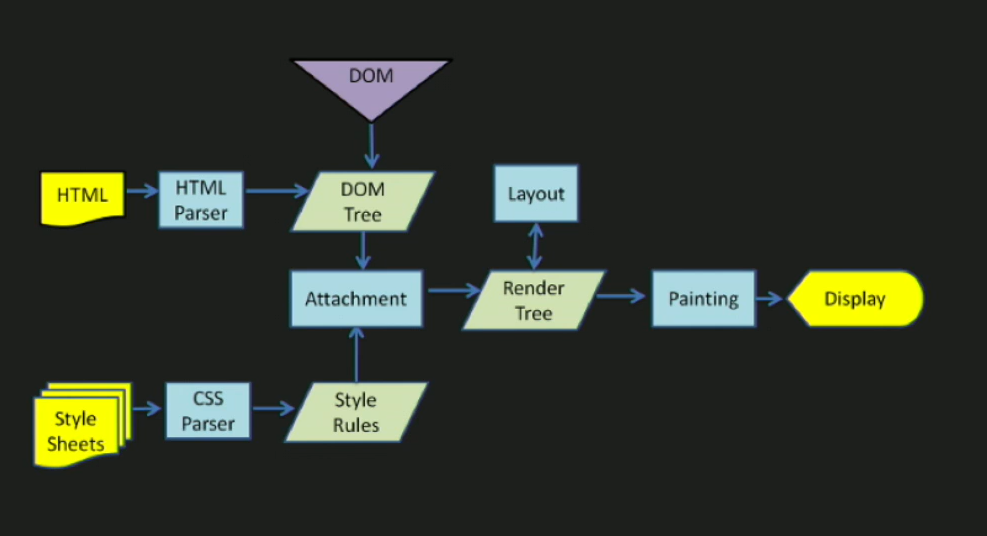 DOM
HTML
HTML
Parser
DOM
Tree
Layout
Attachment
Render
Tree
Painting
Display
Style
Sheets
CSS
Parser
Style
Rules